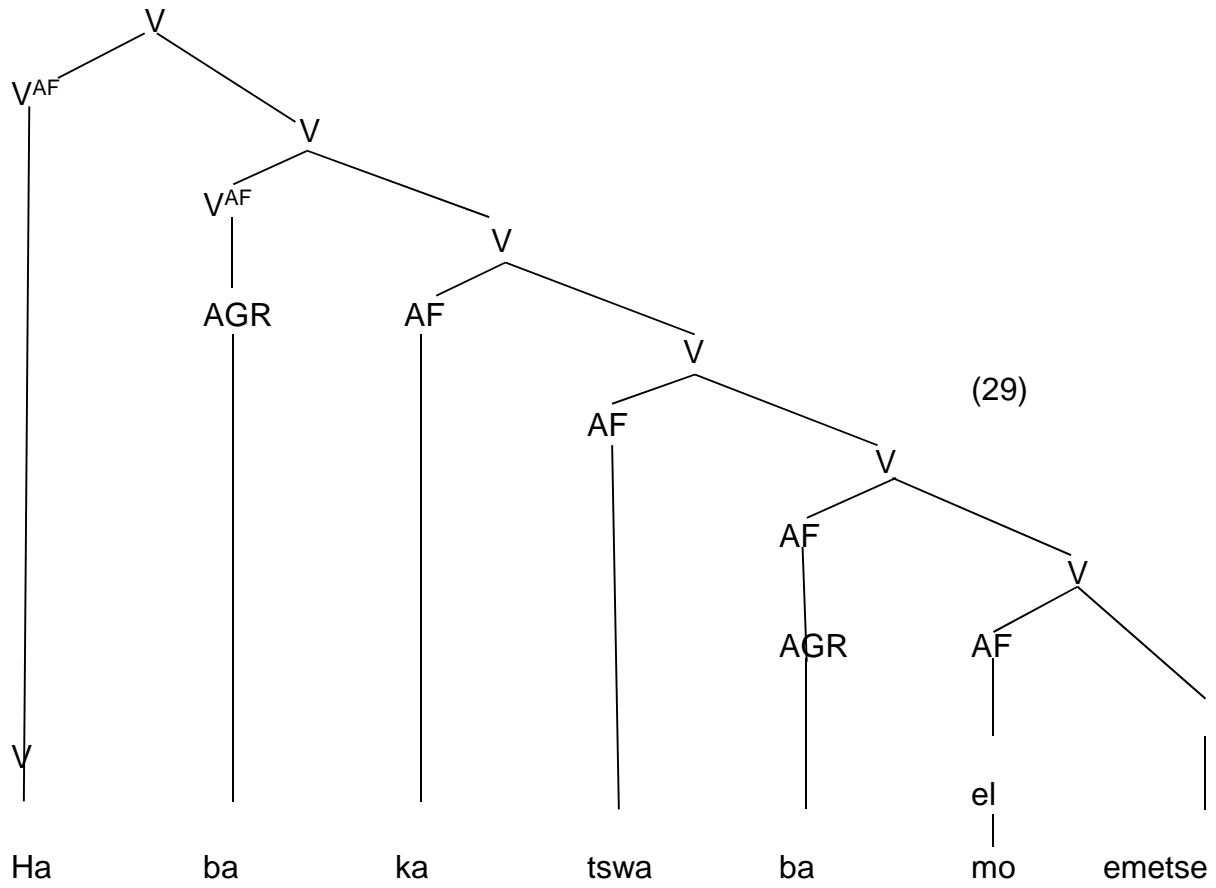 V
V^AF
V
V^AF
V
AGR AF
V
(29)
AF
V
AF
V
AGR AF
V
el
Ha ba ka tswa ba mo emetse